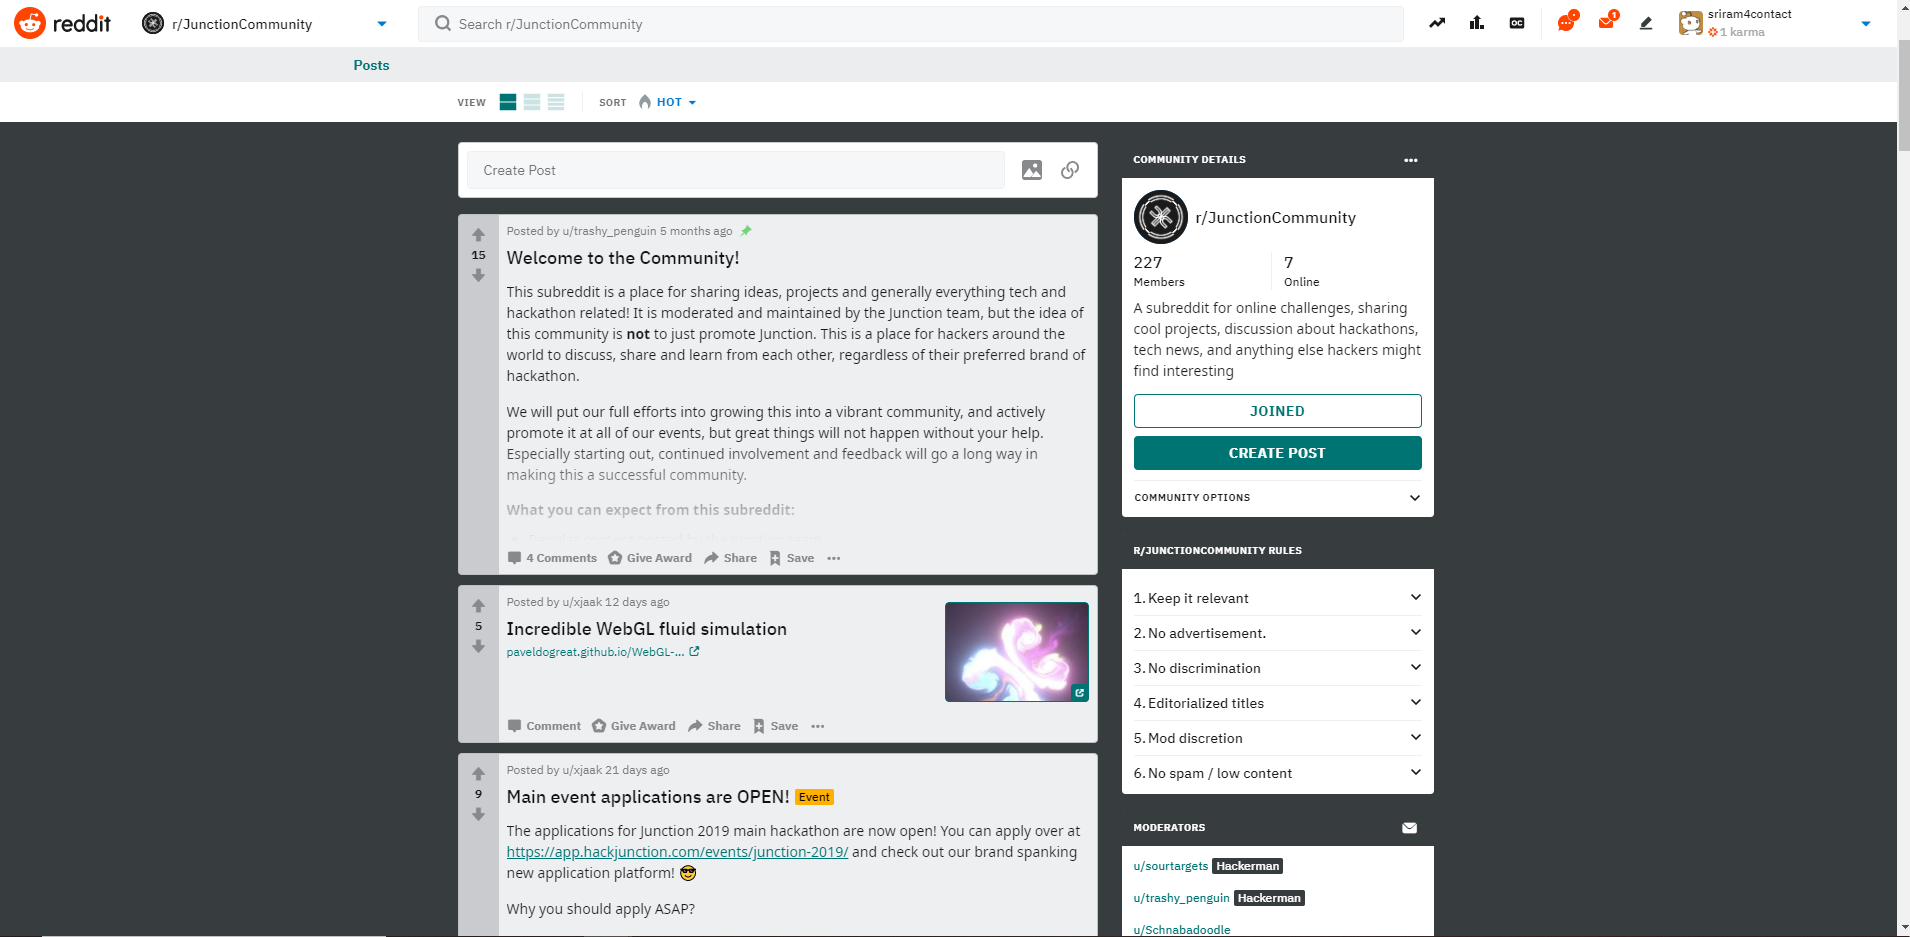 reddit
r/JunctionCommunity
Search r/JunctionCommunity
OC
1
sriram4contact
1 karma
Posts
VIEW
SORT
HOT
Create Post
15
Posted by u/trashy_penguin 5 months ago
Welcome to the Community!
This subreddit is a place for sharing ideas, projects and generally everything tech and
hackathon related! It is moderated and maintained by the Junction team, but the idea of
this community is not to just promote Junction. This is a place for hackers around the
world to discuss, share and learn from each other, regardless of their preferred brand of
hackathon.
We will put our full efforts into growing this into a vibrant community, and actively
promote it at all of our events, but great things will not happen without your help.
Especially starting out, continued involvement and feedback will go a long way in
making this a successful community.
What you can expect from this subreddit:
4 Comments
Give Award
Share
Save
5
Posted by u/xjaak 12 days ago
Incredible WebGL fluid simulation
paveldogreat.github.io/WebGL-...
Comment
Give Award
Share
Save
9
Posted by u/xjaak 21 days ago
Main event applications are OPEN! Event
The applications for Junction 2019 main hackathon are now open! You can apply over at
https://app.hackjunction.com/events/junction-2019/ and check out our brand spanking
new application platform! 😎
Why you should apply ASAP?
COMMUNITY DETAILS
r/JunctionCommunity
227
Members
7
Online
A subreddit for online challenges, sharing
cool projects, discussion about hackathons,
tech news, and anything else hackers might
find interesting
JOINED
CREATE POST
COMMUNITY OPTIONS
R/JUNCTIONCOMMUNITY RULES
1. Keep it relevant
2. No advertisement.
3. No discrimination
4. Editorialized titles
5. Mod discretion
6. No spam / low content
MODERATORS
u/sourtargets Hackerman
u/trashy_penguin Hackerman
u/Schnabadoodle